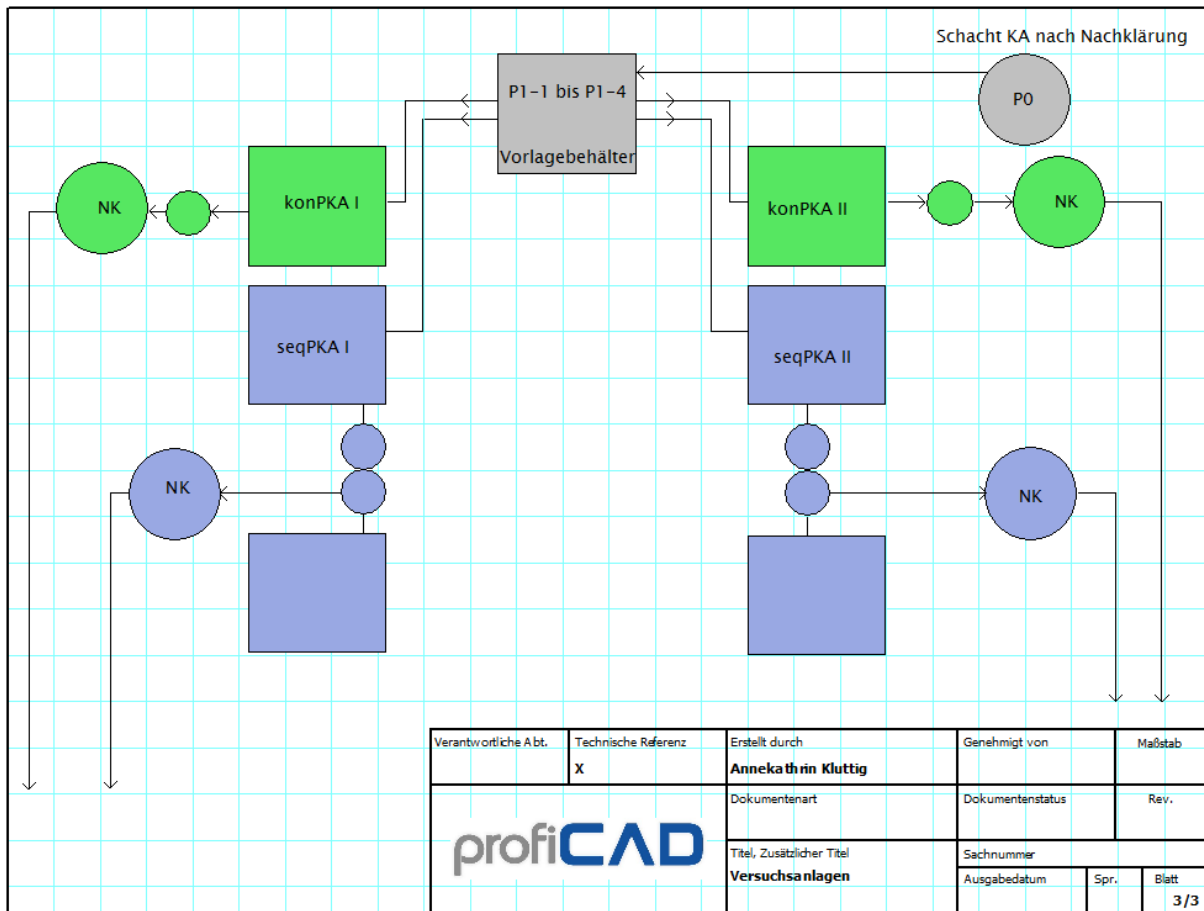 Schacht KA nach Nachklärung
P1-1 bis P1-4
P0
Vorlagebehälter
NK
konPKA I
konPKA II
NK
seqPKA I
seqPKA II
NK
NK
Verantwortliche Abt.
Technische Referenz
X
Erstellt durch
Annekathrin Kluttig
Genehmigt von
Maßstab
Dokumentenart
Dokumentenstatus
Rev.
profiCAD
Titel, Zusätzlicher Titel
Versuchsanlagen
Sachnummer
Ausgabedatum
Spr.
Blatt
3/3